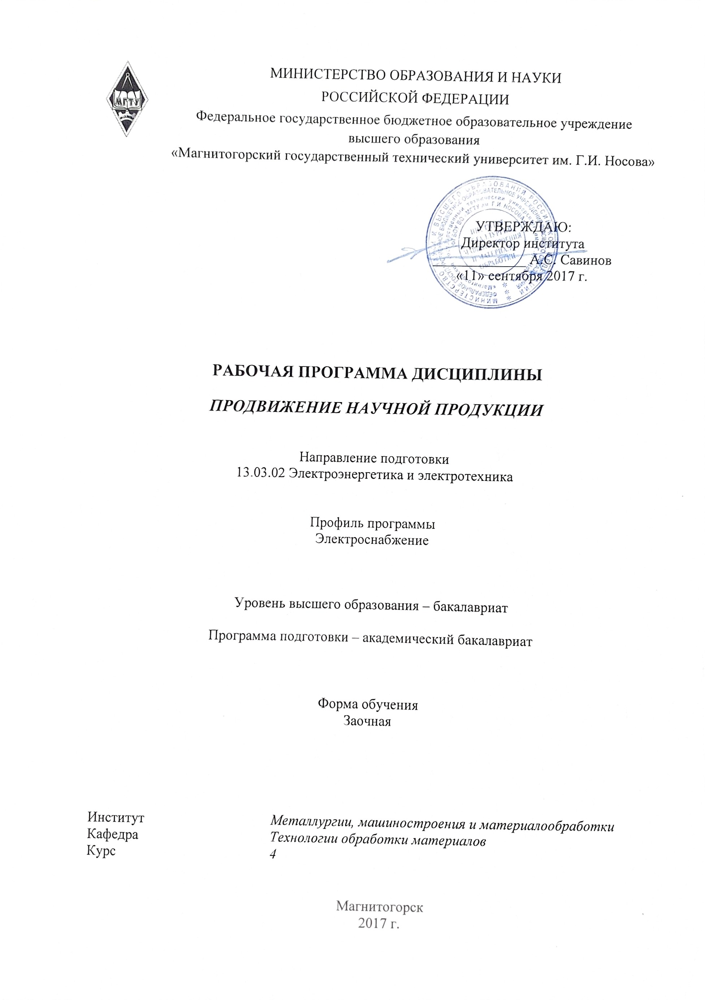 МГТУ
МИНИСТЕРСТВО ОБРАЗОВАНИЯ И НАУКИ
РОССИЙСКОЙ ФЕДЕРАЦИИ
Федеральное государственное бюджетное образовательное учреждение
высшего образования
«Магнитогорский государственный технический университет им. Г.И. Носова»
УТВЕРЖДАЮ:
Директор института
А.С. Савинов
«11» сентября 2017 г.
РАБОЧАЯ ПРОГРАММА ДИСЦИПЛИНЫ
ПРОДВИЖЕНИЕ НАУЧНОЙ ПРОДУКЦИИ
Направление подготовки
13.03.02 Электроэнергетика и электротехника
Профиль программы
Электроснабжение
Уровень высшего образования – бакалавриат
Программа подготовки – академический бакалавриат
Форма обучения
Заочная
Институт Металлургии, машиностроения и материалообработки
Кафедра Технологии обработки материалов
Курс 4
Магнитогорск
2017 г.